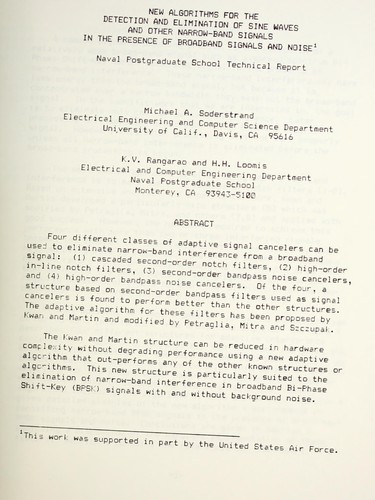 NEW ALGORITHMS FOR THE
DETECTION AND ELIMINATION OF SINE WAVES
AND OTHER NARROW-BAND SIGNALS
IN THE PRESENCE OF BROADBAND SIGNALS AND NOISE¹
Naval Postgraduate School Technical Report
Michael A. Soderstrand
Electrical Engineering and Computer Science Department
University of Calif., Davis, CA 95616
K.V. Rangarao and H.H. Loomis
Electrical and Computer Engineering Department
Naval Postgraduate School
Monterey, CA 93943-5100
ABSTRACT
Four different classes of adaptive signal cancelers can be
used to eliminate narrow-band interference from a broadband
signal: (1) cascaded second-order notch filters, (2) high-order
in-line notch filters, (3) second-order bandpass noise cancelers,
and (4) high-order bandpass noise cancelers. Of the four, a
structure based on second-order bandpass filters used as signal
cancelers is found to perform better than the other structures.
The adaptive algorithm for these filters has been proposed by
Kwan and Martin and modified by Petraglia, Mitra and Szczupak.
The Kwan and Martin structure can be reduced in hardware
complexity without degrading performance using a new adaptive
algorithm that out-performs any of the other known structures or
algorithms. This new structure is particularly suited to the
elimination of narrow-band interference in broadband Bi-Phase
Shift-Key (BPSK) signals with and without background noise.
¹This work was supported in part by the United States Air Force.